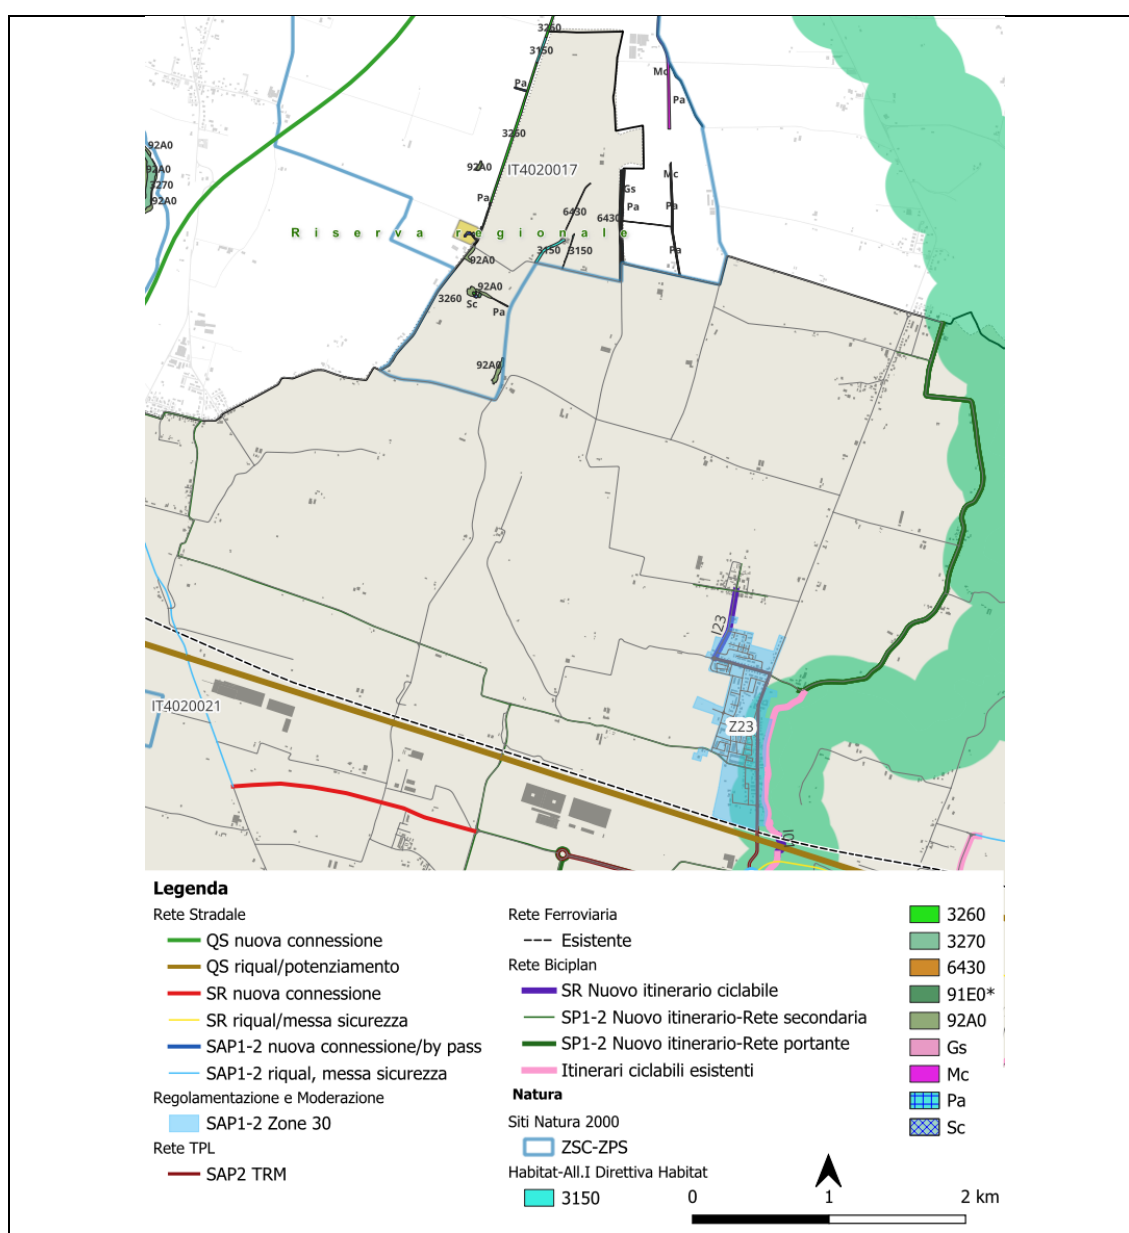 3260
3150
Mc
Pa
Pa
3260
92A0
92A0
92A0
IT4020017
Mc
3270
Gs
Pa
92A0
Pa
Pa
6430
6430
Riserva regionale
3150
3150
Pa
92A0
92A0
3260
Sc
Pa
92A0
I23
IT4020021
Z23
I01
Legenda
Rete Stradale
QS nuova connessione
QS riqual/potenziamento
SR nuova connessione
SR riqual/messa sicurezza
SAP1-2 nuova connessione/by pass
SAP1-2 riqual, messa sicurezza
Regolamentazione e Moderazione
SAP1-2 Zone 30
Rete TPL
SAP2 TRM
Rete Ferroviaria
Esistente
Rete Biciplan
SR Nuovo itinerario ciclabile
SP1-2 Nuovo itinerario-Rete secondaria
SP1-2 Nuovo itinerario-Rete portante
Itinerari ciclabili esistenti
Natura
Siti Natura 2000
ZSC-ZPS
Habitat-All.I Direttiva Habitat
3150
3260
3270
6430
91E0*
92A0
Gs
Mc
Pa
Sc
0 1 2 km